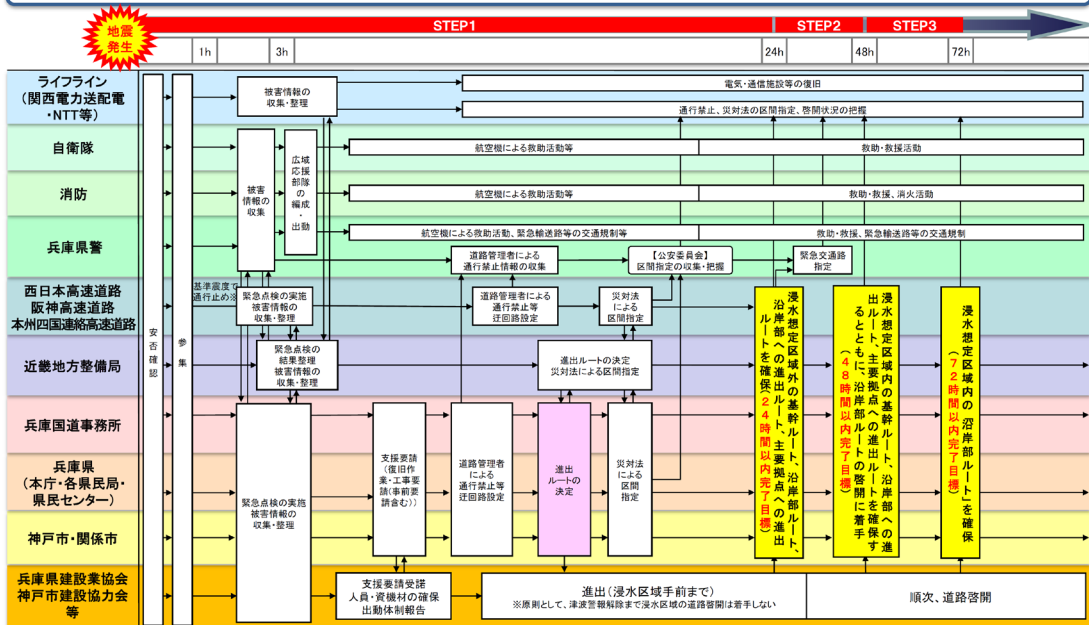 地震
発生
STEP1
STEP2
STEP3
1h
3h
24h
48h
72h
ライフライン
(関西電力送配電
・NTT等)
被害情報の
収集・整理
電気・通信施設等の復旧
通行禁止、災対法の区間指定、啓開状況の把握
自衛隊
消防
兵庫県警
被害
情報の
収集
広域
応援
部隊
の
編成
・
出動
航空機による救助活動等
救助・救援活動
航空機による救助活動等
救助・救援、消火活動
航空機による救助活動、緊急輸送路等の交通規制等
救助・救援、緊急輸送路等の交通規制
道路管理者による
通行禁止情報の収集
【公安委員会】
区間指定の収集・把握
緊急交通路
指定
西日本高速道路
阪神高速道路
本州四国連絡高速道路
基準震度で
通行止め※
緊急点検の実施
被害情報の
収集・整理
道路管理者による
通行禁止等
迂回路設定
災対法
による
区間指定
安否確認
参集
近畿地方整備局
緊急点検の
結果整理
被害情報の
収集・整理
進出ルートの決定
災対法による区間指定
兵庫国道事務所
兵庫県
(本庁・各県民局・
県民センター)
神戸市・関係市
緊急点検の実施
被害情報の
収集・整理
支援要請
(復旧作
業・工事要
請(事前要
請含む))
道路管理者
による
通行禁止等
迂回路設定
進出
ルートの
決定
災対法
による
区間
指定
浸水想定区域外の基幹ルート、沿岸部ルート、
沿岸部への進出ルート、主要拠点への進出
ルートを確保(24時間以内完了目標)
浸水想定区域内の基幹ルート、沿岸部への進
出ルート、主要拠点への進出ルートを確保す
るとともに、沿岸部ルートの啓開に着手
(48時間以内完了目標)
浸水想定区域内の「沿岸部ルート」を確保
(72時間以内完了目標)
兵庫県建設業協会
神戸市建設協力会
等
支援要請受諾
人員・資機材の確保
出動体制報告
進出(浸水区域手前まで)
※原則として、津波警報解除まで浸水区域の道路啓開は着手しない
順次、道路啓開